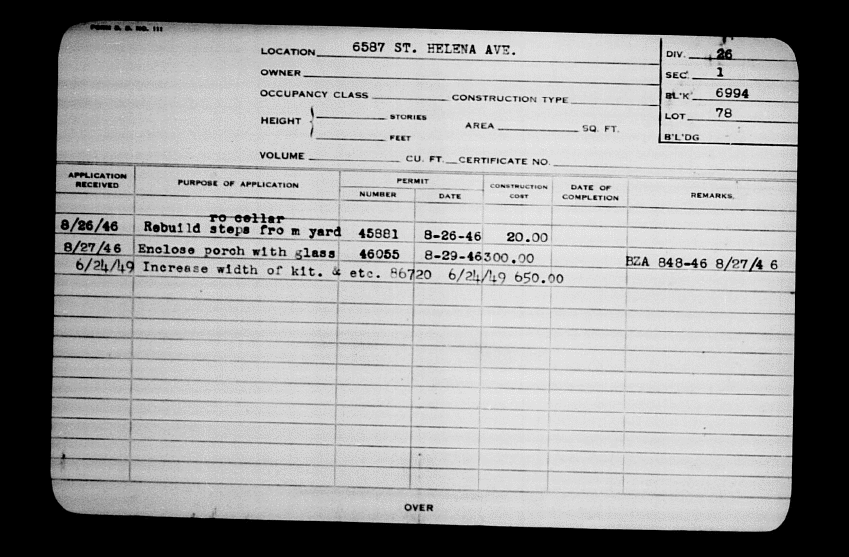 FORM D. D. NO. 111
LOCATION 6587 ST. HELENA AVE.
DIV. 26
OWNER
SEC. 1
OCCUPANCY CLASS CONSTRUCTION TYPE
BL'K 6994
HEIGHT STORIES AREA SQ. FT.
LOT 78
FEET
B'L'DG
VOLUME CU. FT. CERTIFICATE NO.
APPLICATION RECEIVED PURPOSE OF APPLICATION PERMIT NUMBER DATE CONSTRUCTION COST DATE OF COMPLETION REMARKS.
ro cellar
8/26/46 Rebuild steps fro m yard 45881 8-26-46 20.00
8/27/46 Enclose porch with glass 46055 8-29-46 300.00 BZA 848-46 8/27/4 6
6/24/49 Increase width of kit. & etc. 86720 6/24/49 650.00
OVER